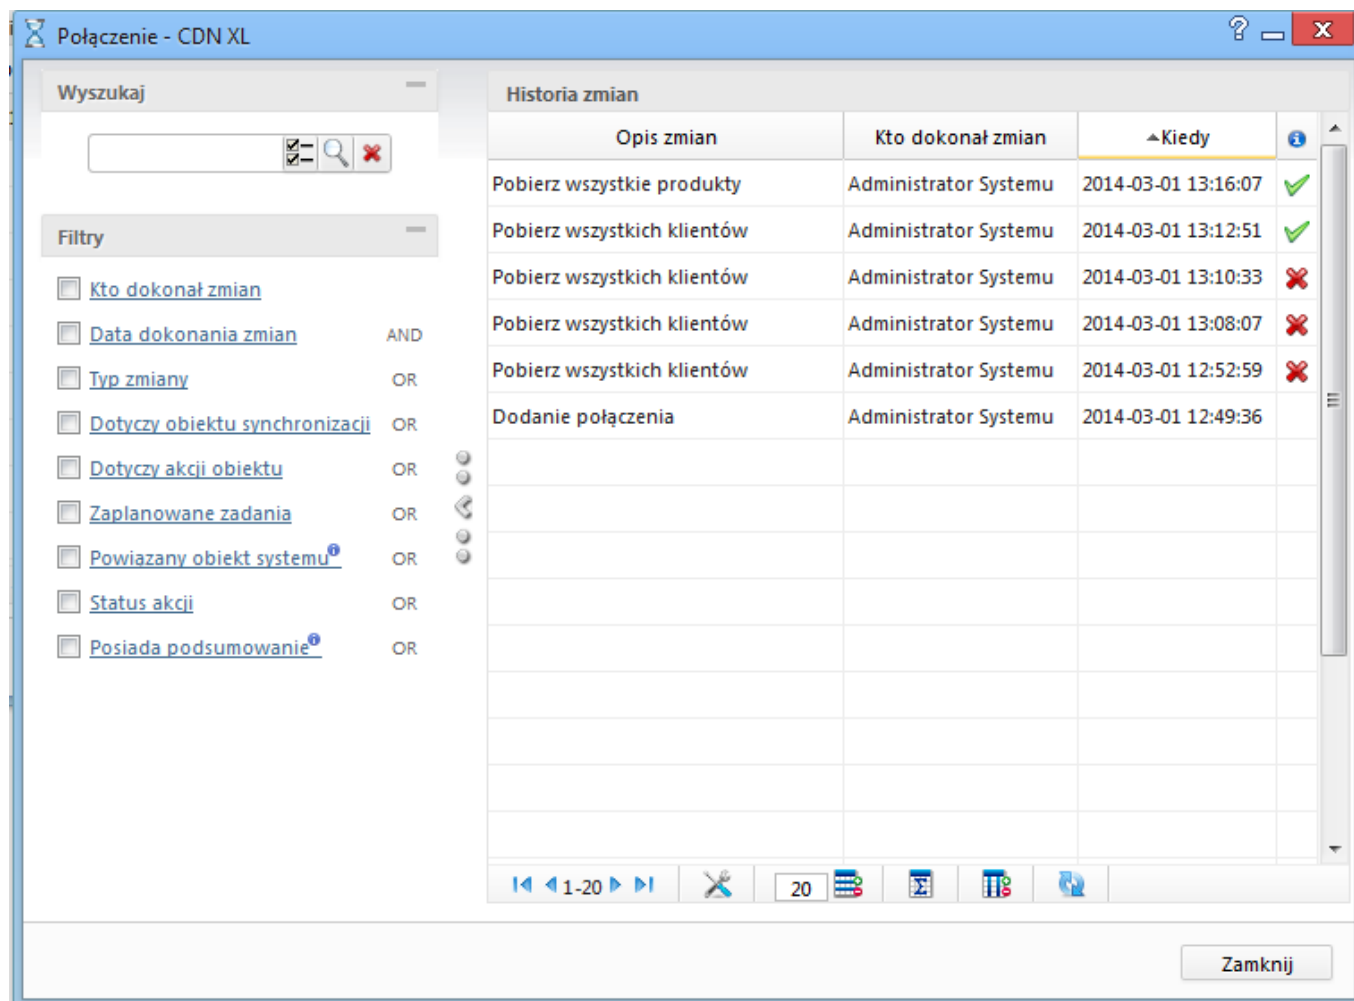 Połączenie - CDN XL
Wyszukaj
Filtry
Kto dokonał zmian
Data dokonania zmian AND
Typ zmiany OR
Dotyczy obiektu synchronizacji OR
Dotyczy akcji obiektu OR
Zaplanowane zadania OR
Powiązany obiekt systemu OR
Status akcji OR
Posiada podsumowanie OR
Historia zmian
Opis zmian Kto dokonał zmian Kiedy
Pobierz wszystkie produkty Administrator Systemu 2014-03-01 13:16:07
Pobierz wszystkich klientów Administrator Systemu 2014-03-01 13:12:51
Pobierz wszystkich klientów Administrator Systemu 2014-03-01 13:10:33
Pobierz wszystkich klientów Administrator Systemu 2014-03-01 13:08:07
Pobierz wszystkich klientów Administrator Systemu 2014-03-01 12:52:59
Dodanie połączenia Administrator Systemu 2014-03-01 12:49:36
1-20 20
Zamknij